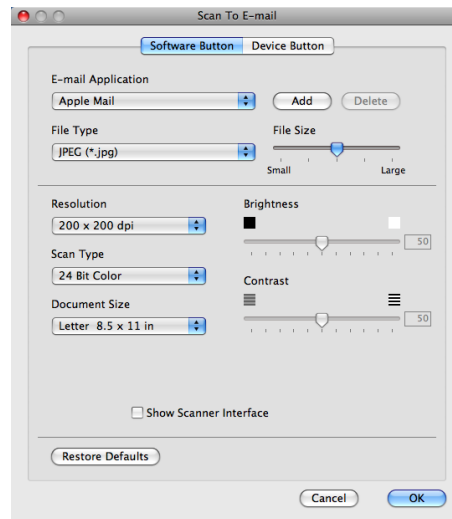 Scan To E-mail
Software Button Device Button
E-mail Application
Apple Mail Add Delete
File Type File Size
JPEG (*.jpg)
Small Large
Resolution Brightness
200 x 200 dpi
50
Scan Type
24 Bit Color
Contrast
Document Size
Letter 8.5 x 11 in 50
Show Scanner Interface
Restore Defaults
Cancel OK